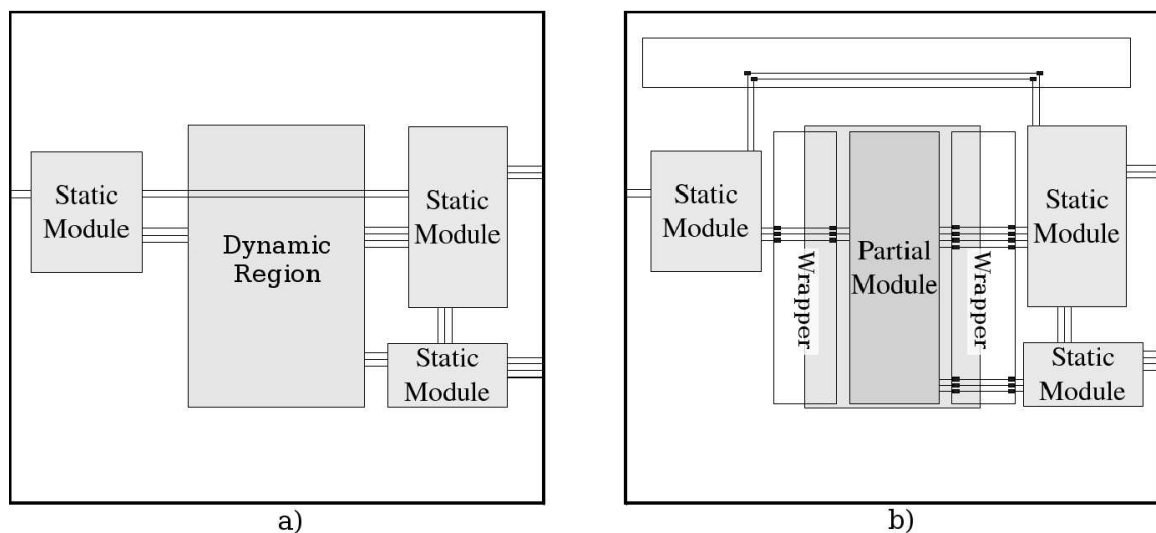 Static
Module
Dynamic
Region
Static
Module
Static
Module
a)
Static
Module
Wrapper
Partial
Module
Wrapper
Static
Module
Static
Module
b)